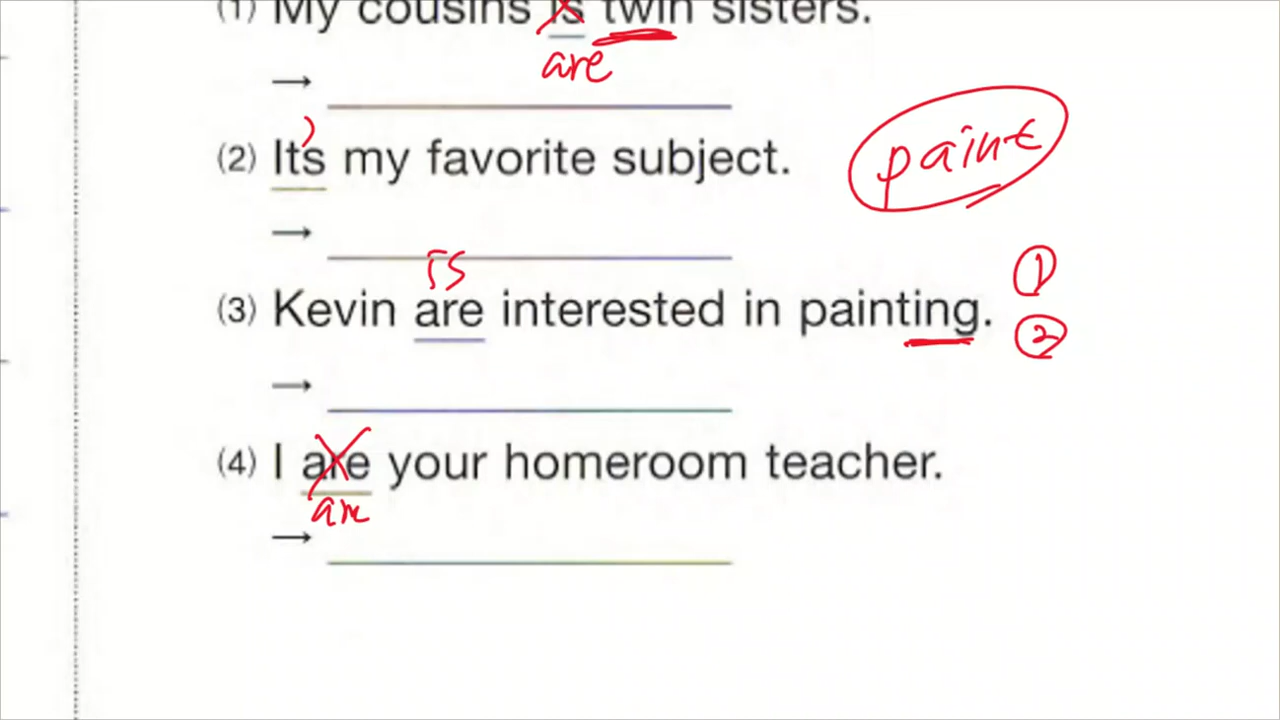 (1) My cousins is twin sisters.
are
→
(2) It's my favorite subject.
paint
→
is
(3) Kevin are interested in painting.
①
②
→
(4) I are your homeroom teacher.
am
→